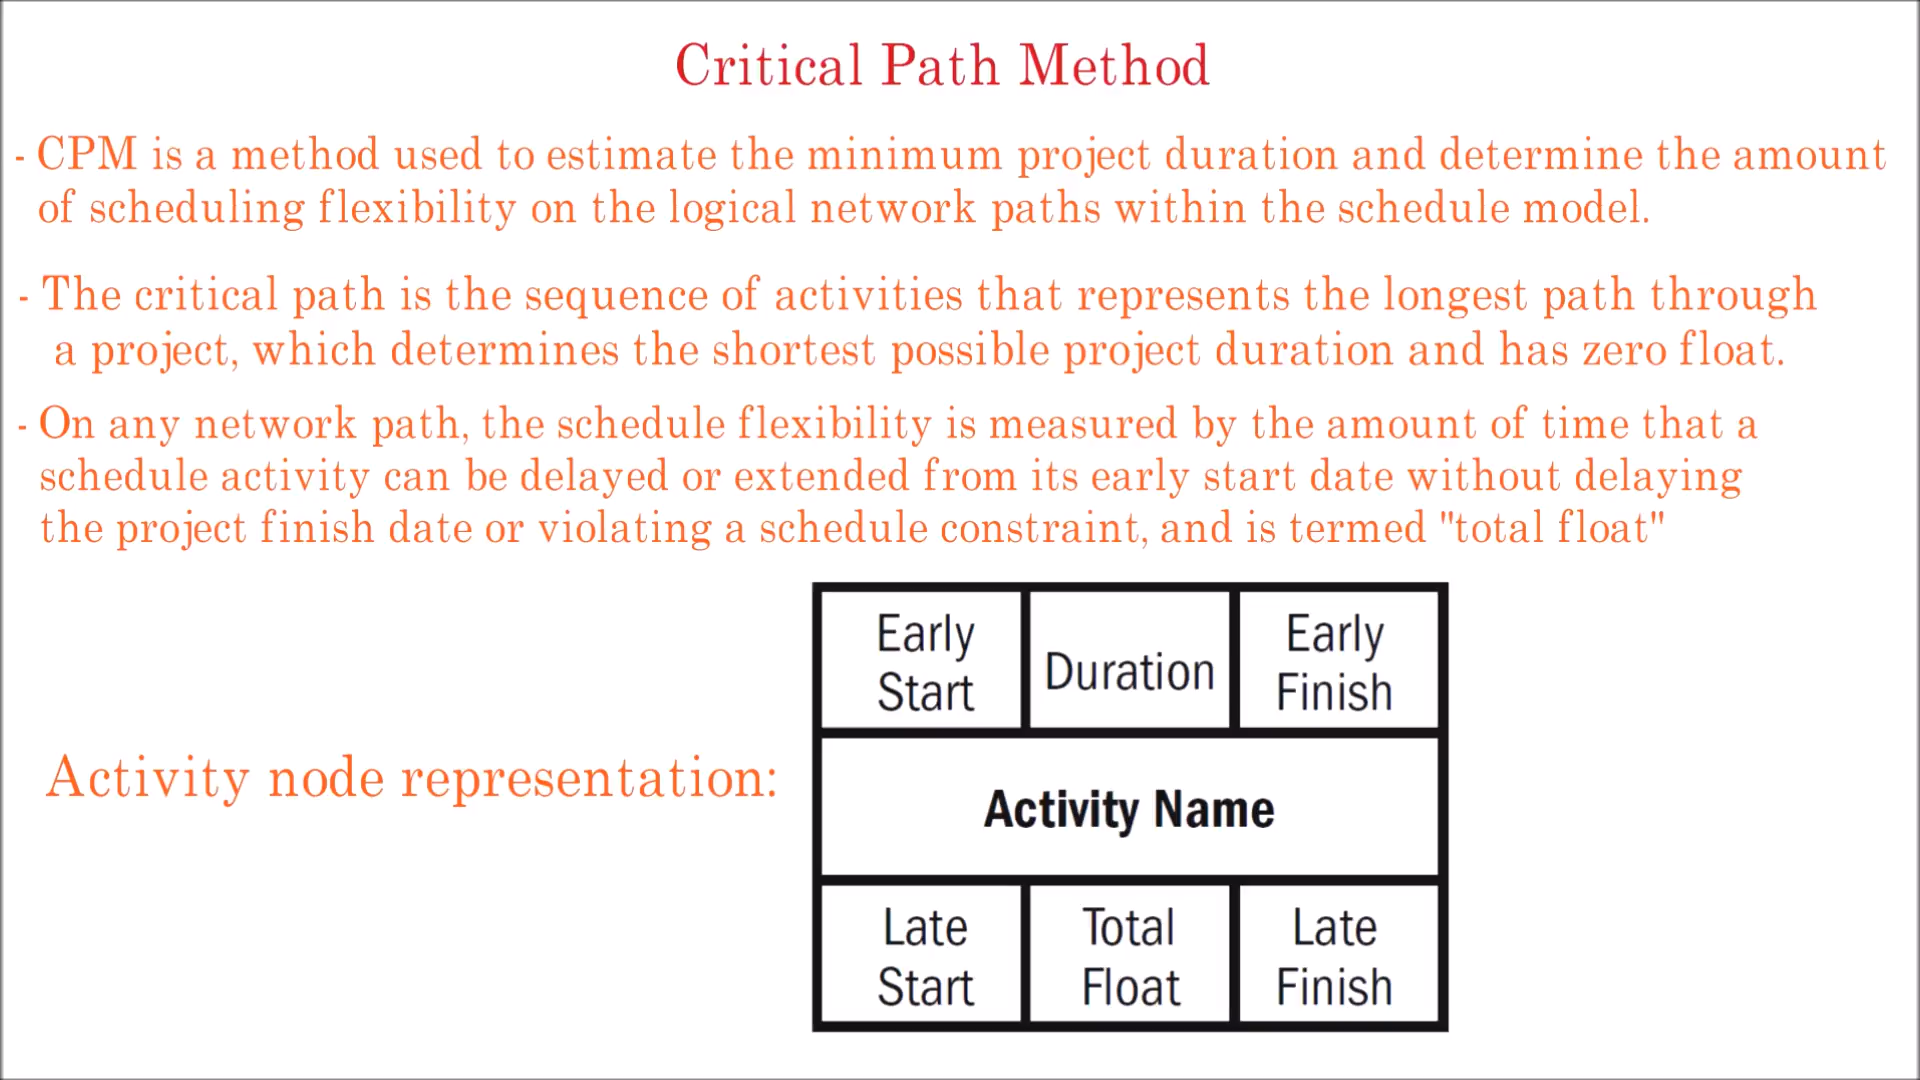 Critical Path Method
- CPM is a method used to estimate the minimum project duration and determine the amount
of scheduling flexibility on the logical network paths within the schedule model.
- The critical path is the sequence of activities that represents the longest path through
a project, which determines the shortest possible project duration and has zero float.
- On any network path, the schedule flexibility is measured by the amount of time that a
schedule activity can be delayed or extended from its early start date without delaying
the project finish date or violating a schedule constraint, and is termed "total float"
Activity node representation:
Early
Start
Duration
Early
Finish
Activity Name
Late
Start
Total
Float
Late
Finish